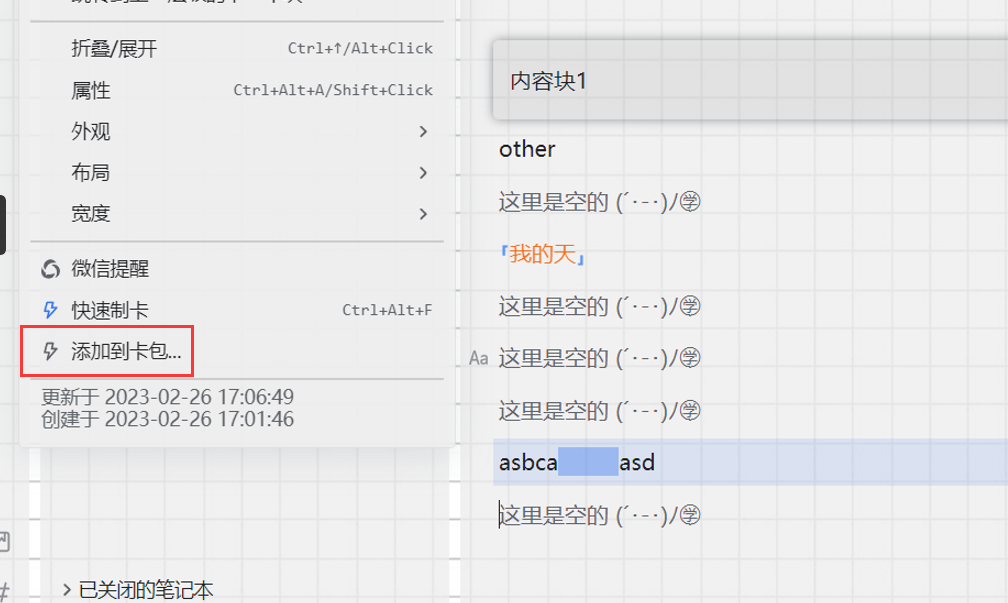 折叠/展开 Ctrl+↑/Alt+Click
属性 Ctrl+Alt+A/Shift+Click
外观
布局
宽度
微信提醒
快速制卡 Ctrl+Alt+F
添加到卡包...
更新于 2023-02-26 17:06:49
创建于 2023-02-26 17:01:46
已关闭的笔记本
内容块1
other
这里是空的 (´･-･)ﾉ㊫
「我的天」
这里是空的 (´･-･)ﾉ㊫
Aa 这里是空的 (´･-･)ﾉ㊫
这里是空的 (´･-･)ﾉ㊫
asbca asd
这里是空的 (´･-･)ﾉ㊫